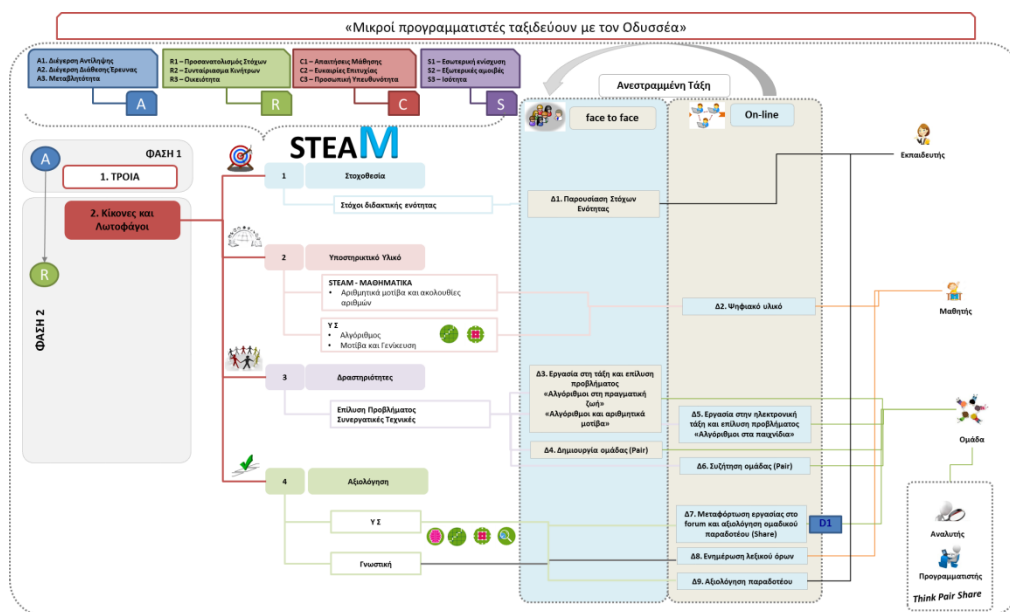 «Μικροί προγραμματιστές ταξιδεύουν με τον Οδυσσέα»
Α1. Διέγερση Αντίληψης
Α2. Διέγερση Διάθεσης Έρευνας
Α3. Μεταβλητότητα
A
R1 – Προσανατολισμός Στόχων
R2 – Συνταίριασμα Κινήτρων
R3 – Οικειότητα
R
C1 – Απαιτήσεις Μάθησης
C2 – Ευκαιρίες Επιτυχίας
C3 – Προσωπική Υπευθυνότητα
C
S1 – Εσωτερική ενίσχυση
S2 – Εξωτερικές αμοιβές
S3 – Ισότητα
S
Ανεστραμμένη Τάξη
face to face
On-line
STEAM
ΦΑΣΗ 1
A
1. ΤΡΟΙΑ
ΦΑΣΗ 2
2. Κίκονες και
Λωτοφάγοι
R
1
Στοχοθεσία
Στόχοι διδακτικής ενότητας
Δ1. Παρουσίαση Στόχων
Ενότητας
Εκπαιδευτής
2
Υποστηρικτικό Υλικό
STEAM - ΜΑΘΗΜΑΤΙΚΑ
• Αριθμητικά μοτίβα και ακολουθίες
αριθμών
Υ Σ
• Αλγόριθμος
• Μοτίβα και Γενίκευση
Δ2. Ψηφιακό υλικό
Μαθητής
3
Δραστηριότητες
Επίλυση Προβλήματος
Συνεργατικές Τεχνικές
Δ3. Εργασία στη τάξη και επίλυση
προβλήματος
«Αλγόριθμοι στη πραγματική
ζωή»
«Αλγόριθμοι και αριθμητικά
μοτίβα»
Δ4. Δημιουργία ομάδας (Pair)
Δ5. Εργασία στην ηλεκτρονική
τάξη και επίλυση προβλήματος
«Αλγόριθμοι στα παιχνίδια»
Δ6. Συζήτηση ομάδας (Pair)
Ομάδα
4
Αξιολόγηση
Υ Σ
Γνωστική
Δ7. Μεταφόρτωση εργασίας στο
forum και αξιολόγηση ομαδικού
παραδοτέου (Share)
D1
Δ8. Ενημέρωση λεξικού όρων
Δ9. Αξιολόγηση παραδοτέου
Αναλυτής
Προγραμματιστής
Think Pair Share